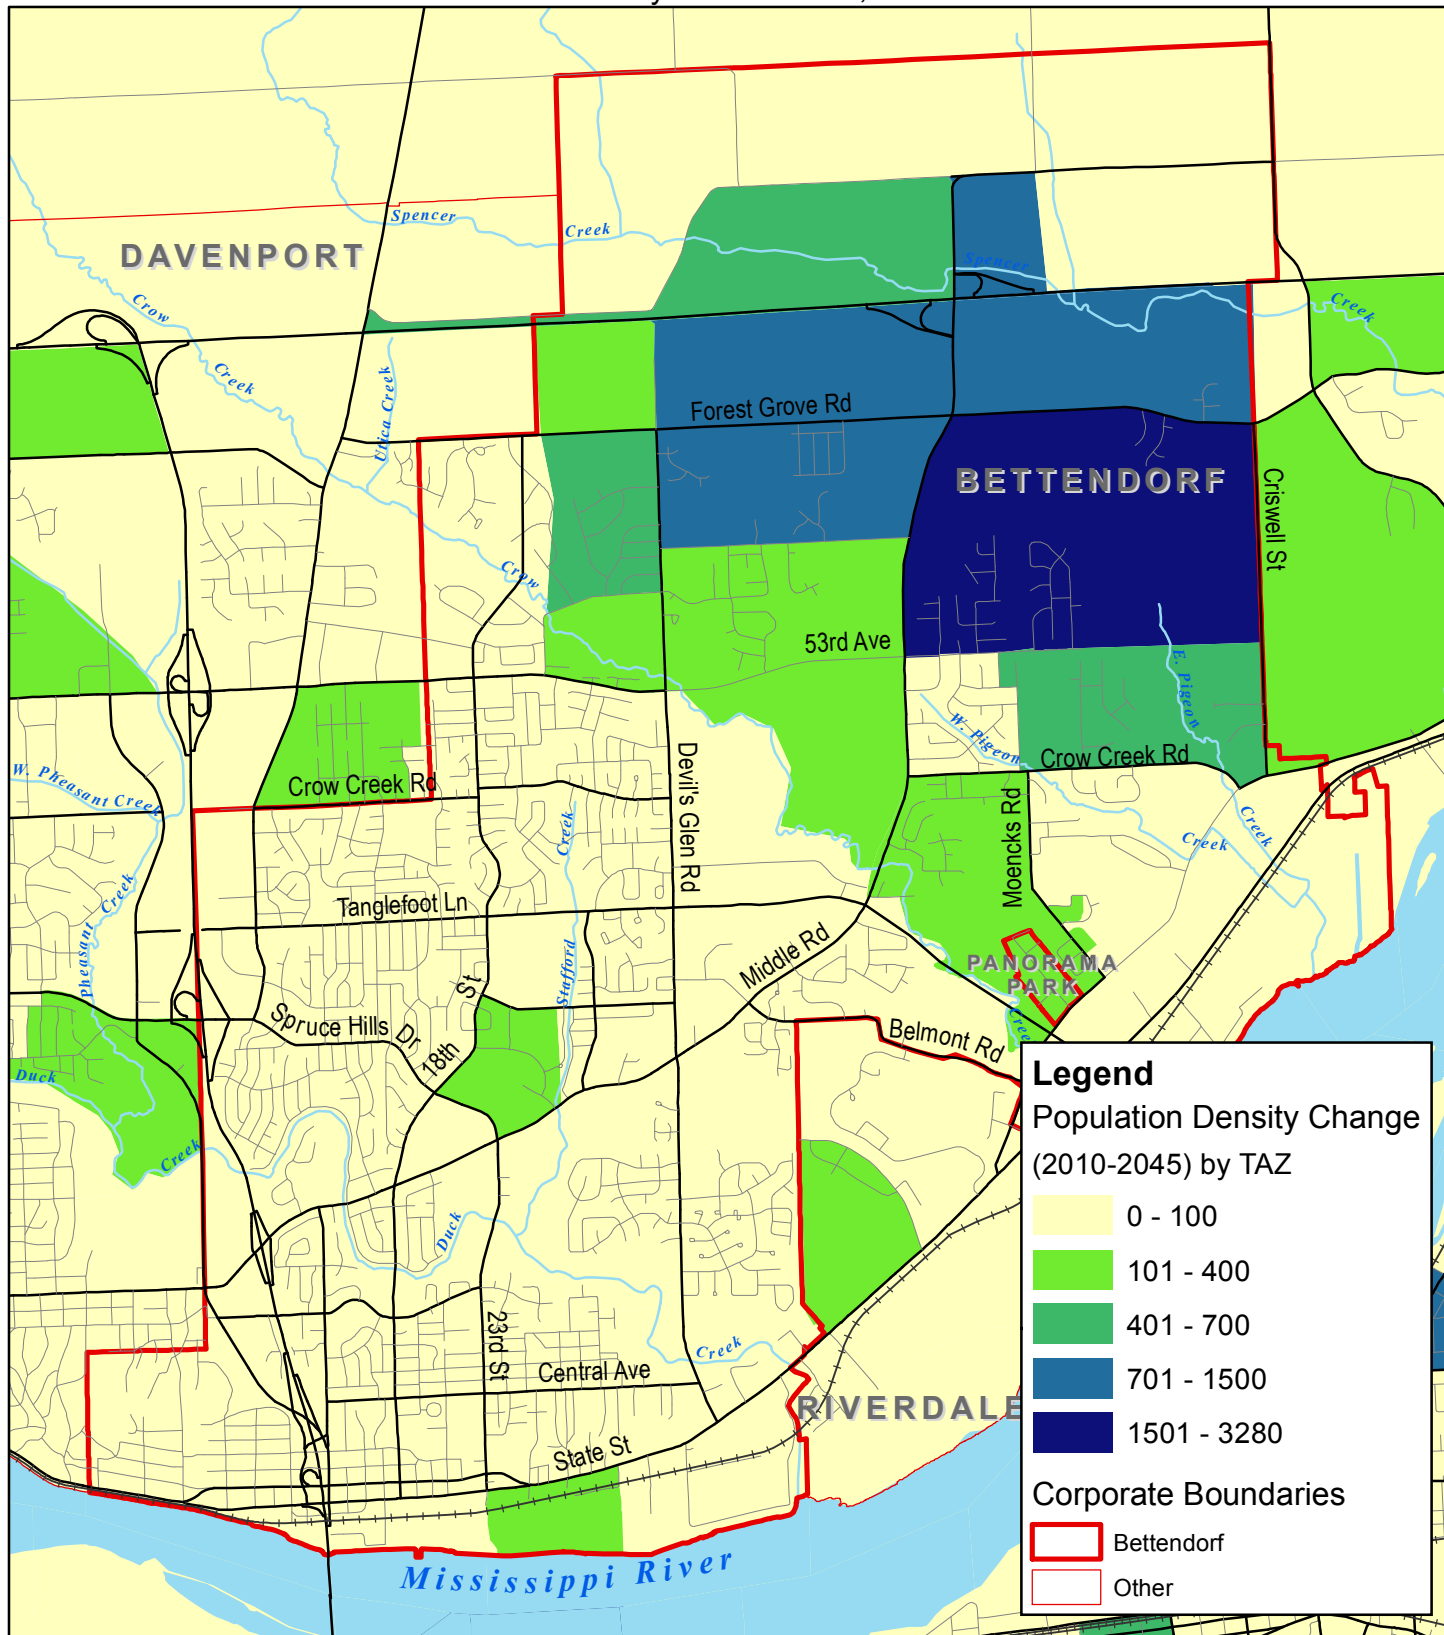 DAVENPORT
Spencer
Creek
Spencer
Creek
Crow
Creek
Utica Creek
Forest Grove Rd
BETTENDORF
Criswell St
Crow
53rd Ave
E. Pigeon
W. Pigeon
Crow Creek Rd
Creek
Creek
W. Pheasant Creek
Crow Creek Rd
Devil's Glen Rd
Moencks Rd
Creek
Stafford
Pheasant
Creek
Tanglefoot Ln
Middle Rd
PANORAMA
PARK
Spruce Hills Dr
18th St
Belmont Rd
Duck
Creek
Duck
Creek
23rd St
Central Ave
State St
RIVERDALE
Mississippi River
Legend
Population Density Change
(2010-2045) by TAZ
0 - 100
101 - 400
401 - 700
701 - 1500
1501 - 3280
Corporate Boundaries
Bettendorf
Other